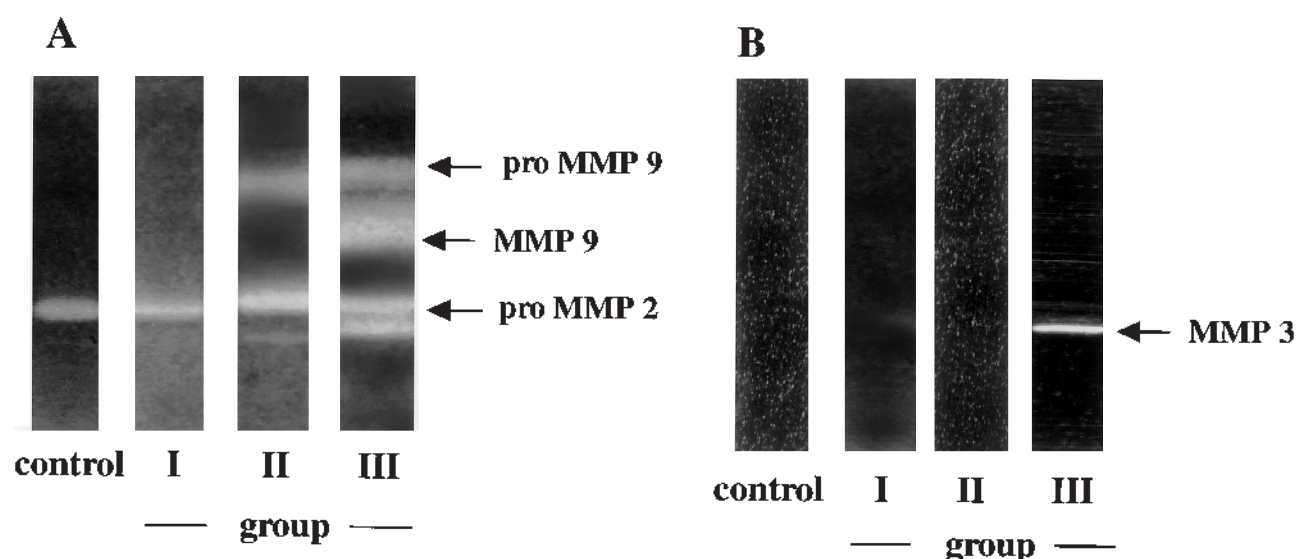 A
pro MMP 9
MMP 9
pro MMP 2
control I II III
group
B
MMP 3
control I II III
group